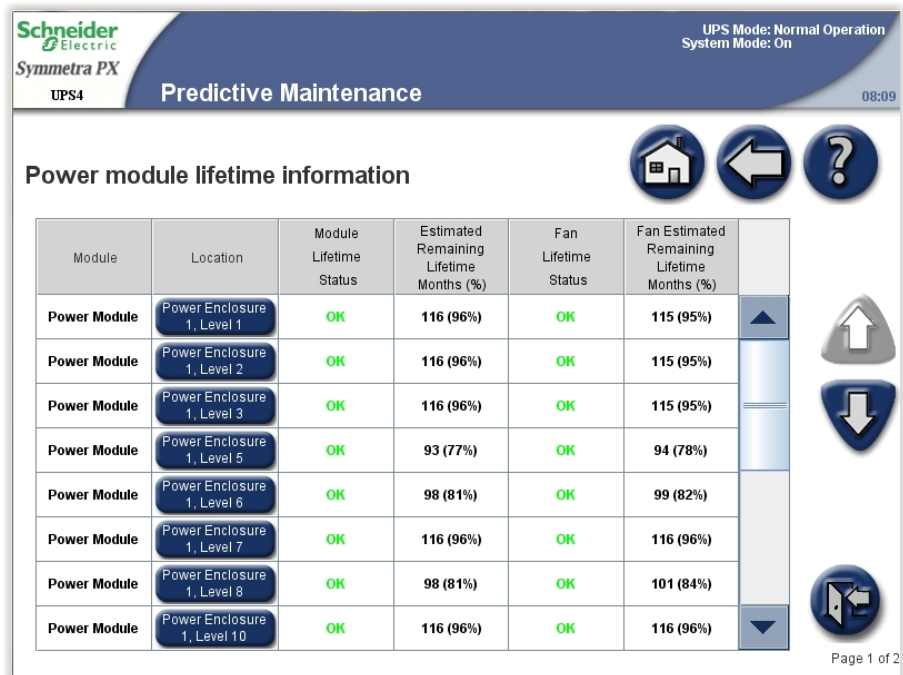 Schneider
Electric
Symmetra PX
UPS4
Predictive Maintenance
UPS Mode: Normal Operation
System Mode: On
08:09
Power module lifetime information
?
Module
Location
Module
Lifetime
Status
Estimated
Remaining
Lifetime
Months (%)
Fan
Lifetime
Status
Fan Estimated
Remaining
Lifetime
Months (%)
Power Module
Power Enclosure
1, Level 1
OK
116 (96%)
OK
115 (95%)
Power Module
Power Enclosure
1, Level 2
OK
116 (96%)
OK
115 (95%)
Power Module
Power Enclosure
1, Level 3
OK
116 (96%)
OK
115 (95%)
Power Module
Power Enclosure
1, Level 5
OK
93 (77%)
OK
94 (78%)
Power Module
Power Enclosure
1, Level 6
OK
98 (81%)
OK
99 (82%)
Power Module
Power Enclosure
1, Level 7
OK
116 (96%)
OK
116 (96%)
Power Module
Power Enclosure
1, Level 8
OK
98 (81%)
OK
101 (84%)
Power Module
Power Enclosure
1, Level 10
OK
116 (96%)
OK
116 (96%)
Page 1 of 2